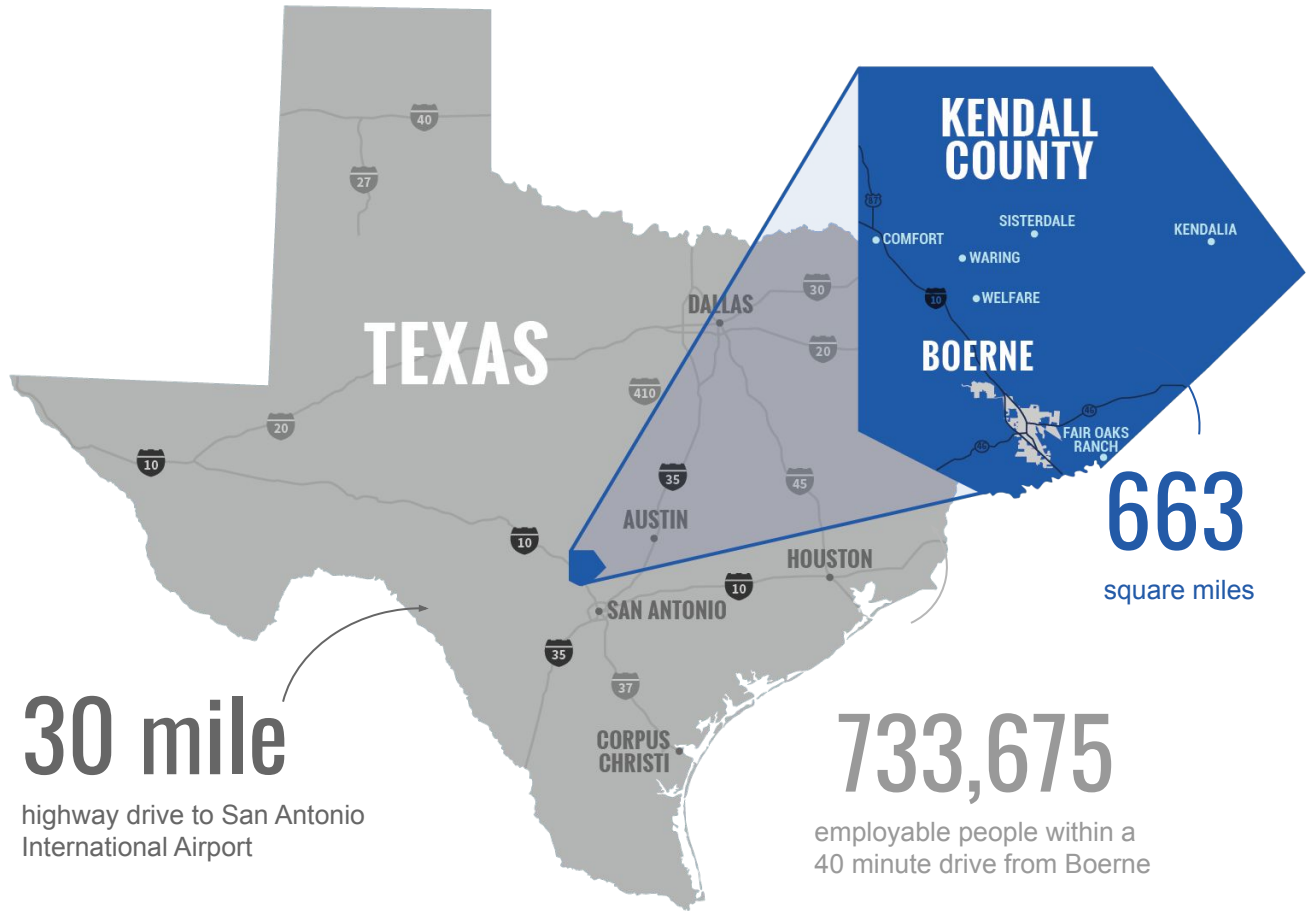 KENDALL
COUNTY
40
27
87
SISTERDALE
KENDALIA
COMFORT
WARING
10
WELFARE
30
DALLAS
TEXAS
20
BOERNE
410
46
20
FAIR OAKS
RANCH
46
10
35
45
663
square miles
AUSTIN
10
HOUSTON
10
SAN ANTONIO
35
37
30 mile
highway drive to San Antonio
International Airport
CORPUS
CHRISTI
733,675
employable people within a
40 minute drive from Boerne